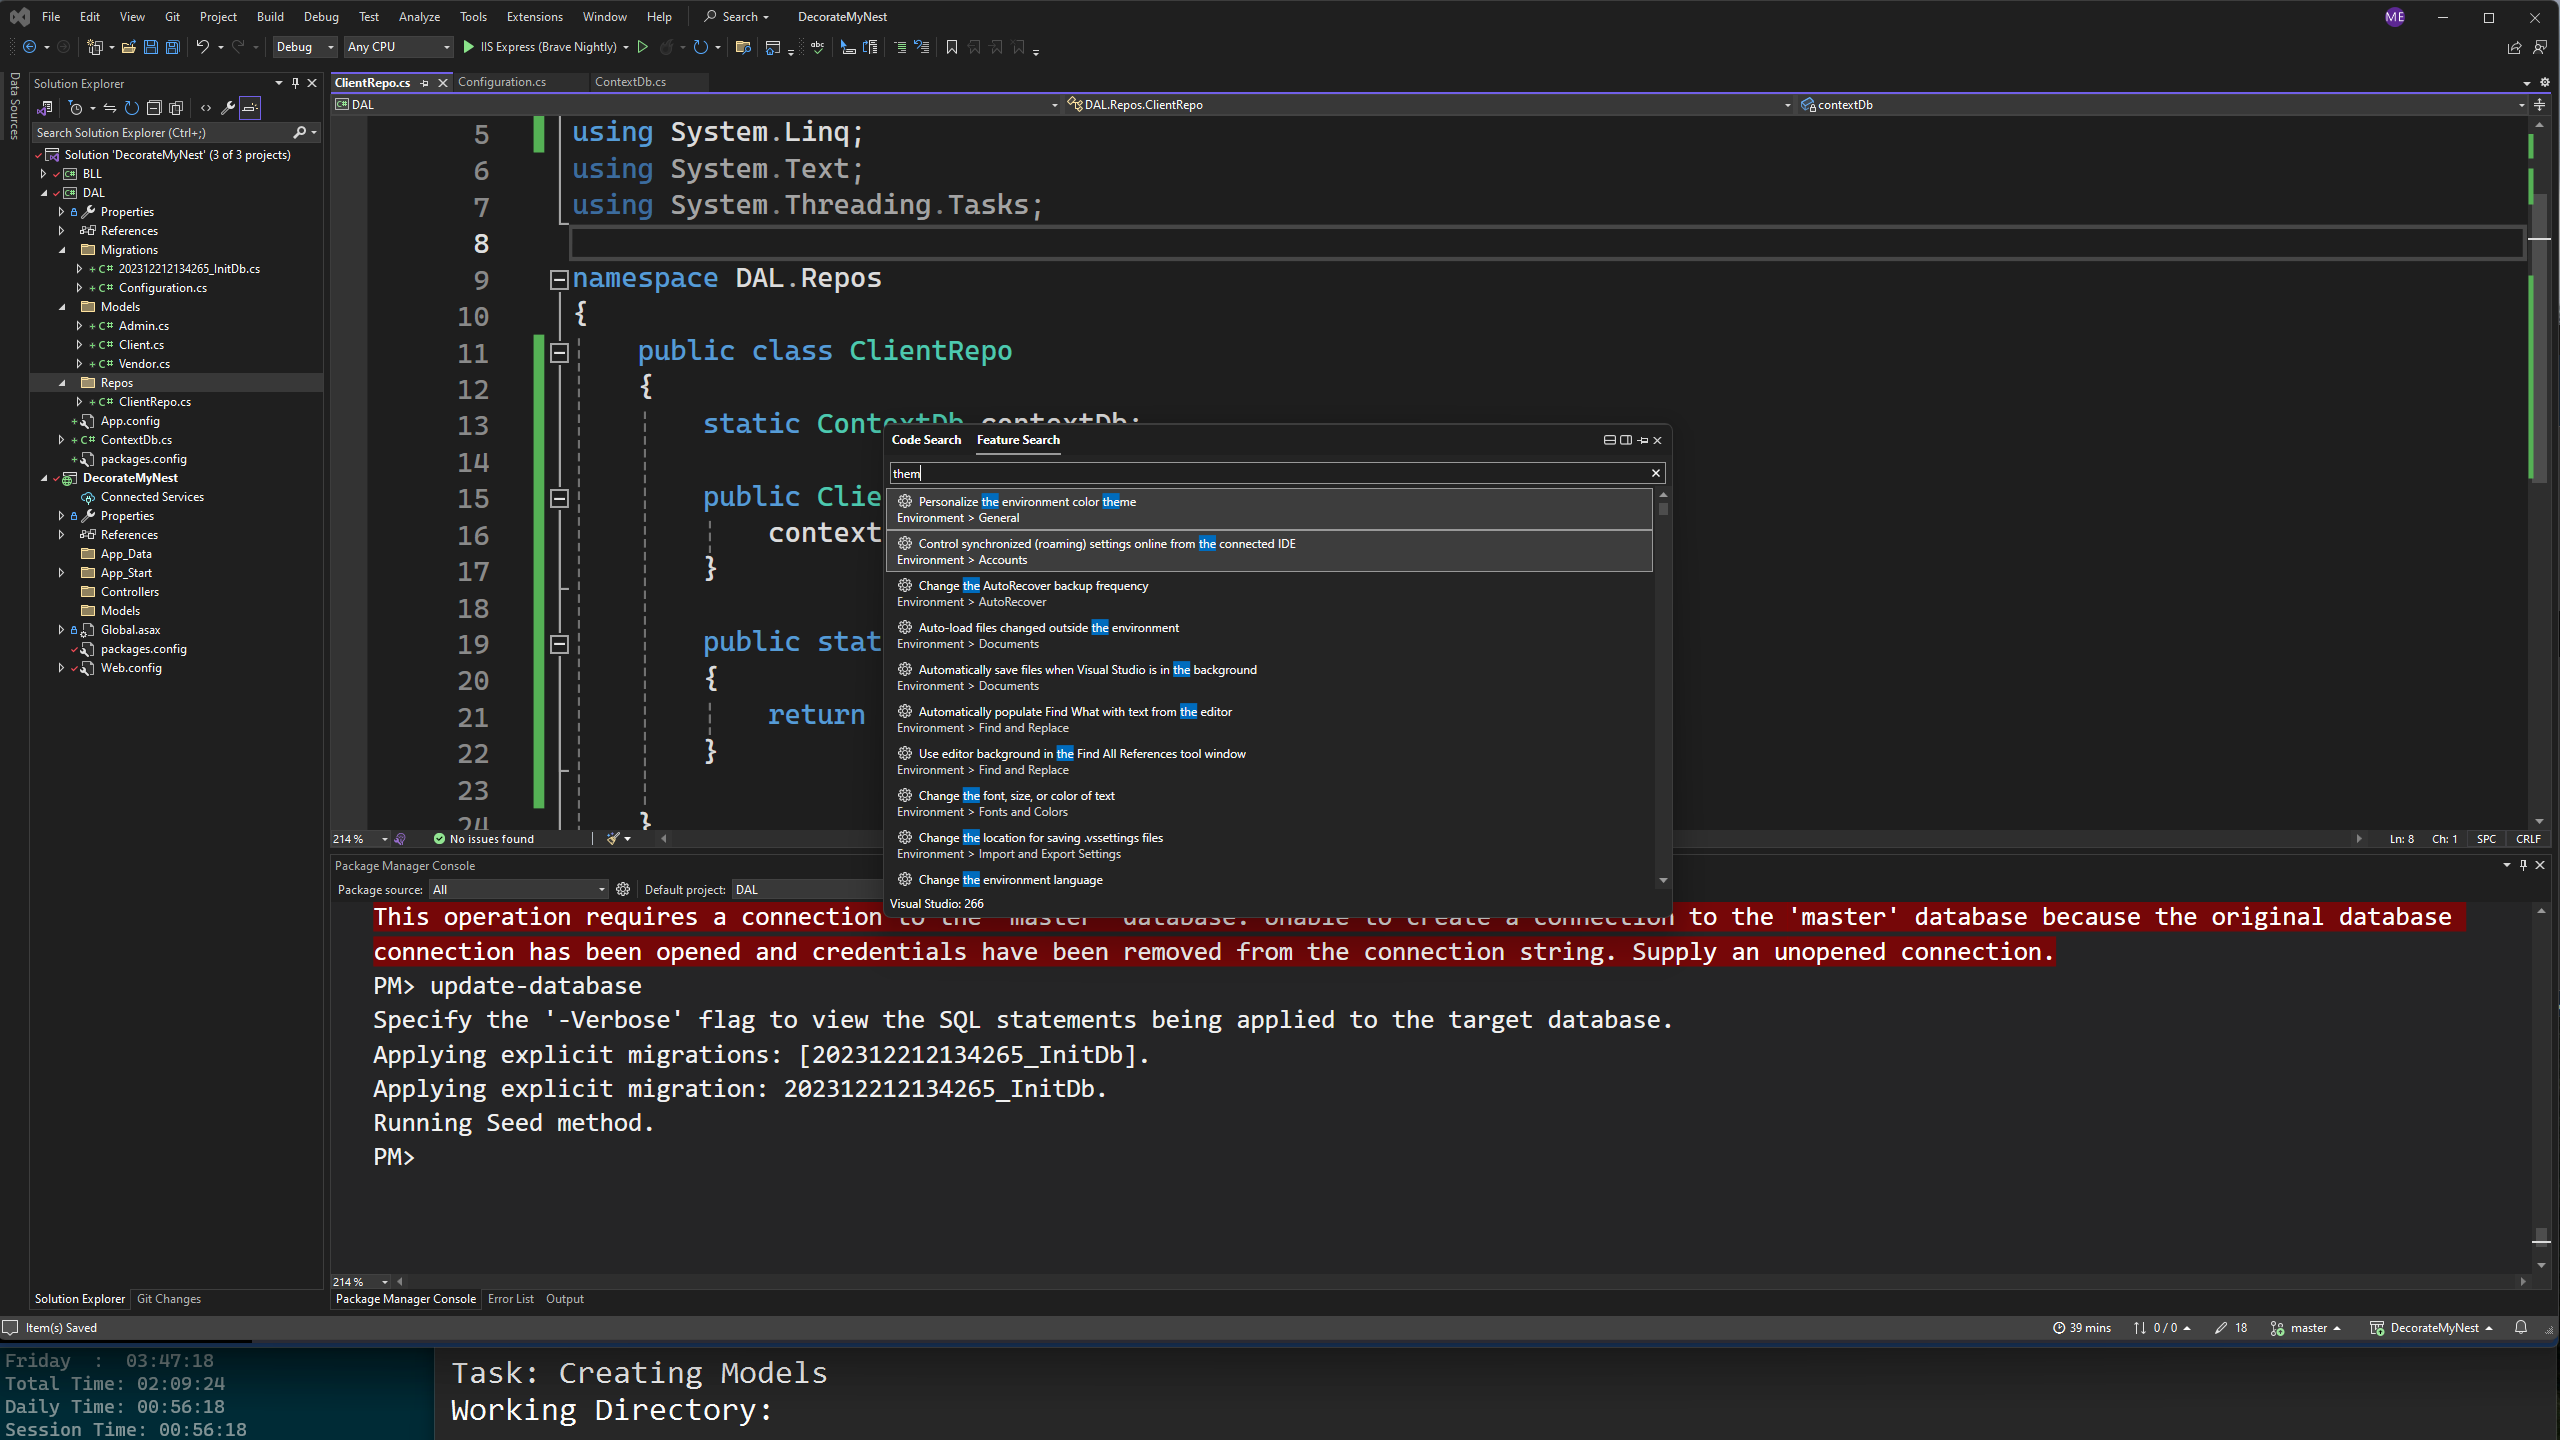 File Edit View Git Project Build Debug Test Analyze Tools Extensions Window Help Search DecorateMyNest ME
Debug Any CPU IIS Express (Brave Nightly)
Data Sources
Solution Explorer
Search Solution Explorer (Ctrl+;)
Solution 'DecorateMyNest' (3 of 3 projects)
BLL
DAL
Properties
References
Migrations
202312212134265_InitDb.cs
Configuration.cs
Models
Admin.cs
Client.cs
Vendor.cs
Repos
ClientRepo.cs
App.config
ContextDb.cs
packages.config
DecorateMyNest
Connected Services
Properties
References
App_Data
App_Start
Controllers
Models
Global.asax
packages.config
Web.config
Solution Explorer Git Changes
ClientRepo.cs Configuration.cs ContextDb.cs
DAL DAL.Repos.ClientRepo contextDb
5 using System.Linq;
6 using System.Text;
7 using System.Threading.Tasks;
8
9 namespace DAL.Repos
10 {
11 public class ClientRepo
12 {
13 static ContextDb contextDb;
14
15 public Clie
16 context
17 }
18
19 public stat
20 {
21 return
22 }
23
24 }
214 % No issues found Ln: 8 Ch: 1 SPC CRLF
Code Search Feature Search
them
Personalize the environment color theme
Environment > General
Control synchronized (roaming) settings online from the connected IDE
Environment > Accounts
Change the AutoRecover backup frequency
Environment > AutoRecover
Auto-load files changed outside the environment
Environment > Documents
Automatically save files when Visual Studio is in the background
Environment > Documents
Automatically populate Find What with text from the editor
Environment > Find and Replace
Use editor background in the Find All References tool window
Environment > Find and Replace
Change the font, size, or color of text
Environment > Fonts and Colors
Change the location for saving .vssettings files
Environment > Import and Export Settings
Change the environment language
Visual Studio: 266
Package Manager Console
Package source: All Default project: DAL
This operation requires a connection to the 'master' database. Unable to create a connection to the 'master' database because the original database
connection has been opened and credentials have been removed from the connection string. Supply an unopened connection.
PM> update-database
Specify the '-Verbose' flag to view the SQL statements being applied to the target database.
Applying explicit migrations: [202312212134265_InitDb].
Applying explicit migration: 202312212134265_InitDb.
Running Seed method.
PM>
214 %
Package Manager Console Error List Output
Item(s) Saved 39 mins 0 / 0 18 master DecorateMyNest
Friday : 03:47:18
Total Time: 02:09:24
Daily Time: 00:56:18
Session Time: 00:56:18
Task: Creating Models
Working Directory: